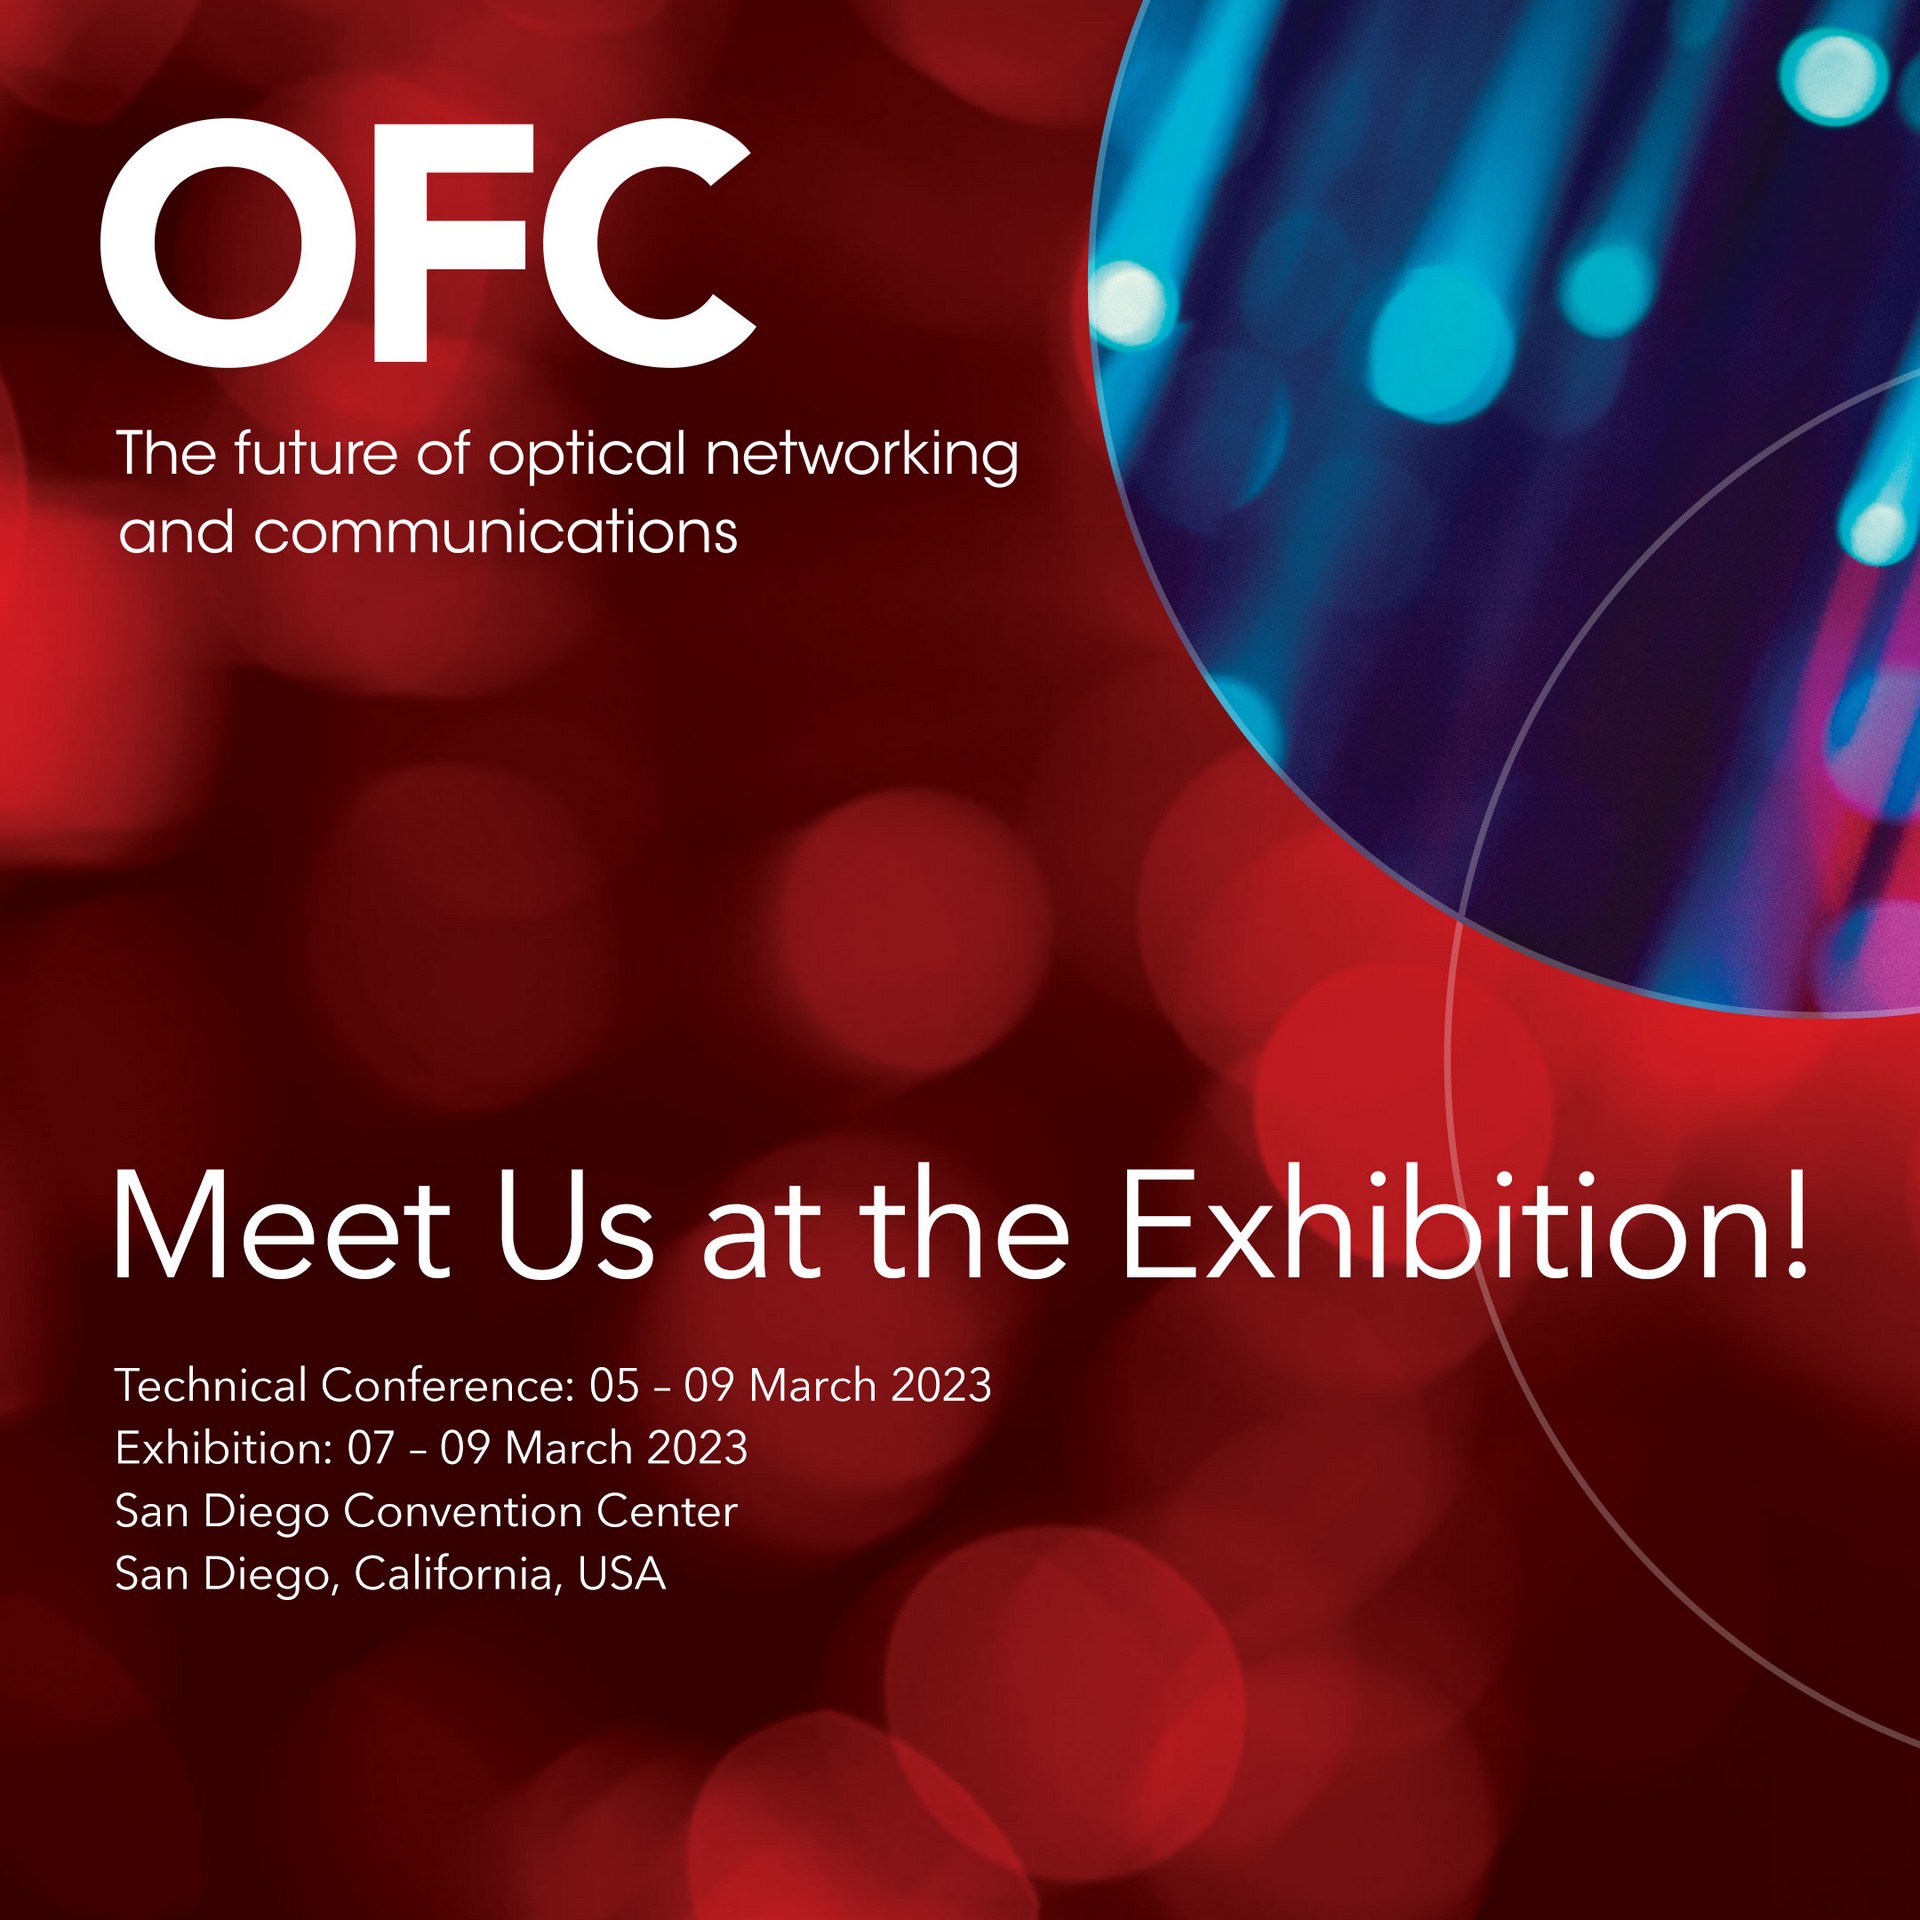 OFC
The future of optical networking
and communications
Meet Us at the Exhibition!
Technical Conference: 05 – 09 March 2023
Exhibition: 07 – 09 March 2023
San Diego Convention Center
San Diego, California, USA